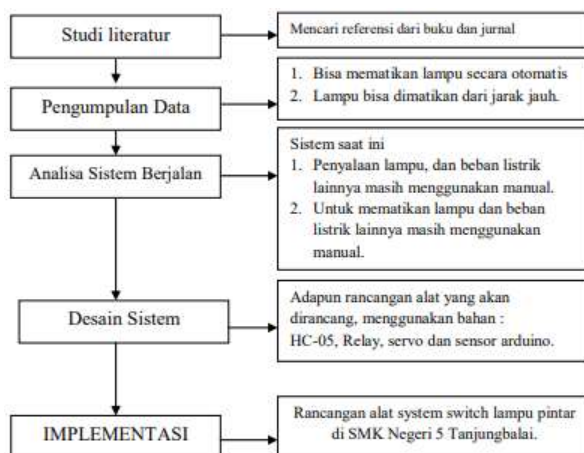 Studi literatur
Mencari referensi dari buku dan jurnal
Pengumpulan Data
1. Bisa mematikan lampu secara otomatis
2. Lampu bisa dimatikan dari jarak jauh.
Analisa Sistem Berjalan
Sistem saat ini
1. Penyalaan lampu, dan beban listrik
lainnya masih menggunakan manual.
2. Untuk mematikan lampu dan beban
listrik lainnya masih menggunakan
manual.
Desain Sistem
Adapun rancangan alat yang akan
dirancang, menggunakan bahan :
HC-05, Relay, servo dan sensor arduino.
IMPLEMENTASI
Rancangan alat system switch lampu pintar
di SMK Negeri 5 Tanjungbalai.